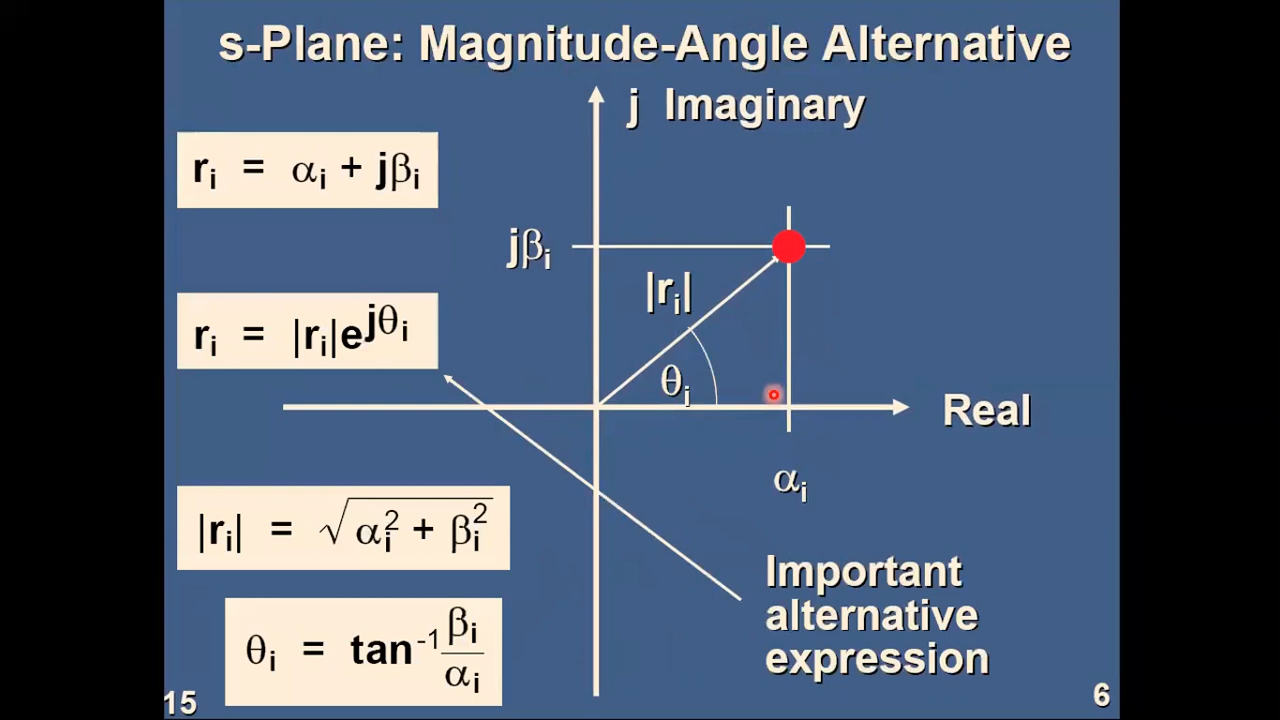 s-Plane: Magnitude-Angle Alternative
j Imaginary
rᵢ = αᵢ + jβᵢ
jβᵢ
|rᵢ|
rᵢ = |rᵢ|e^jθᵢ
θᵢ
Real
αᵢ
|rᵢ| = √αᵢ² + βᵢ²
Important
alternative
expression
θᵢ = tan⁻¹ βᵢ/αᵢ
15
6